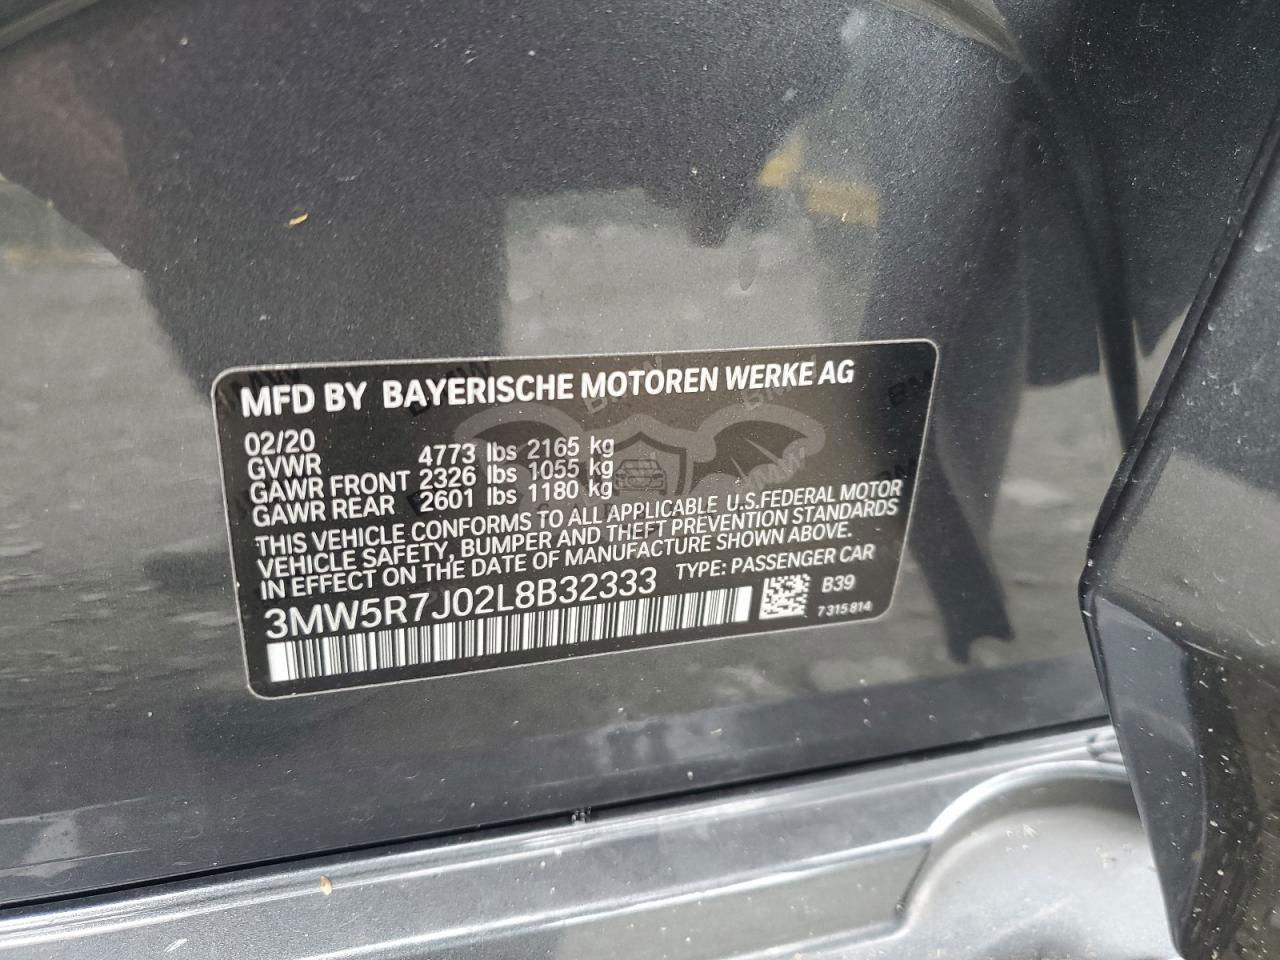 MFD BY BAYERISCHE MOTOREN WERKE AG
02/20
GVWR 4773 lbs 2165 kg
GAWR FRONT 2326 lbs 1055 kg
GAWR REAR 2601 lbs 1180 kg
THIS VEHICLE CONFORMS TO ALL APPLICABLE U.S.FEDERAL MOTOR
VEHICLE SAFETY, BUMPER AND THEFT PREVENTION STANDARDS
IN EFFECT ON THE DATE OF MANUFACTURE SHOWN ABOVE.
3MW5R7J02L8B32333 TYPE: PASSENGER CAR
B39
7 315 814